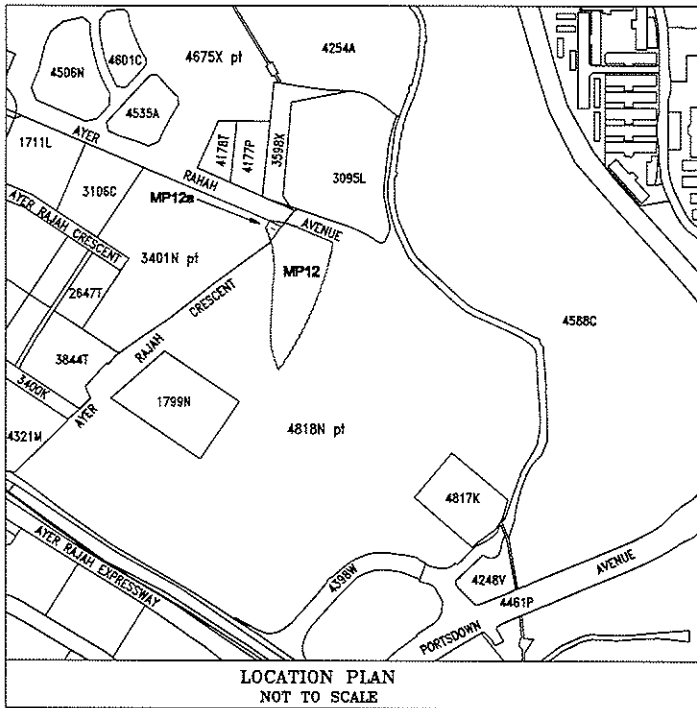 4254A
4601C
4675X pt
4506N
4535A
1711L
AYER
4178T
4177P
3598X
3095L
RAHAH
3106C
MP12a
AVENUE
AYER RAJAH CRESCENT
3401N pt
MP12
CRESCENT
2647T
4588C
RAJAH
3844T
3400K
1799N
AYER
4818N pt
4321M
4817K
AYER RAJAH EXPRESSWAY
4398W
4248V
AVENUE
4461P
PORTSDOWN
LOCATION PLAN
NOT TO SCALE